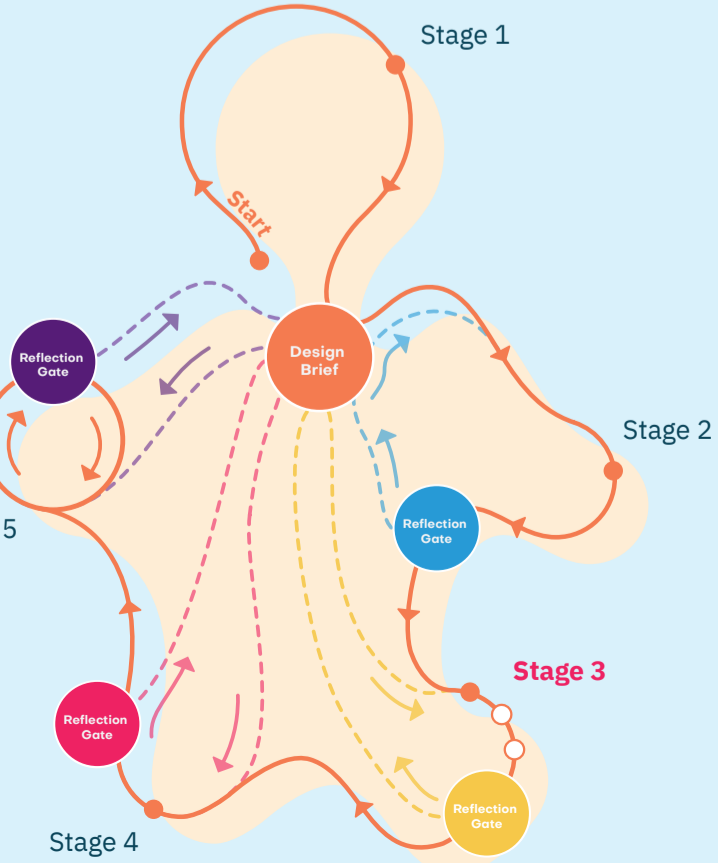 Stage 1
Start
Reflection
Gate
Design
Brief
Stage 2
Reflection
Gate
5
Stage 3
Reflection
Gate
Reflection
Gate
Stage 4